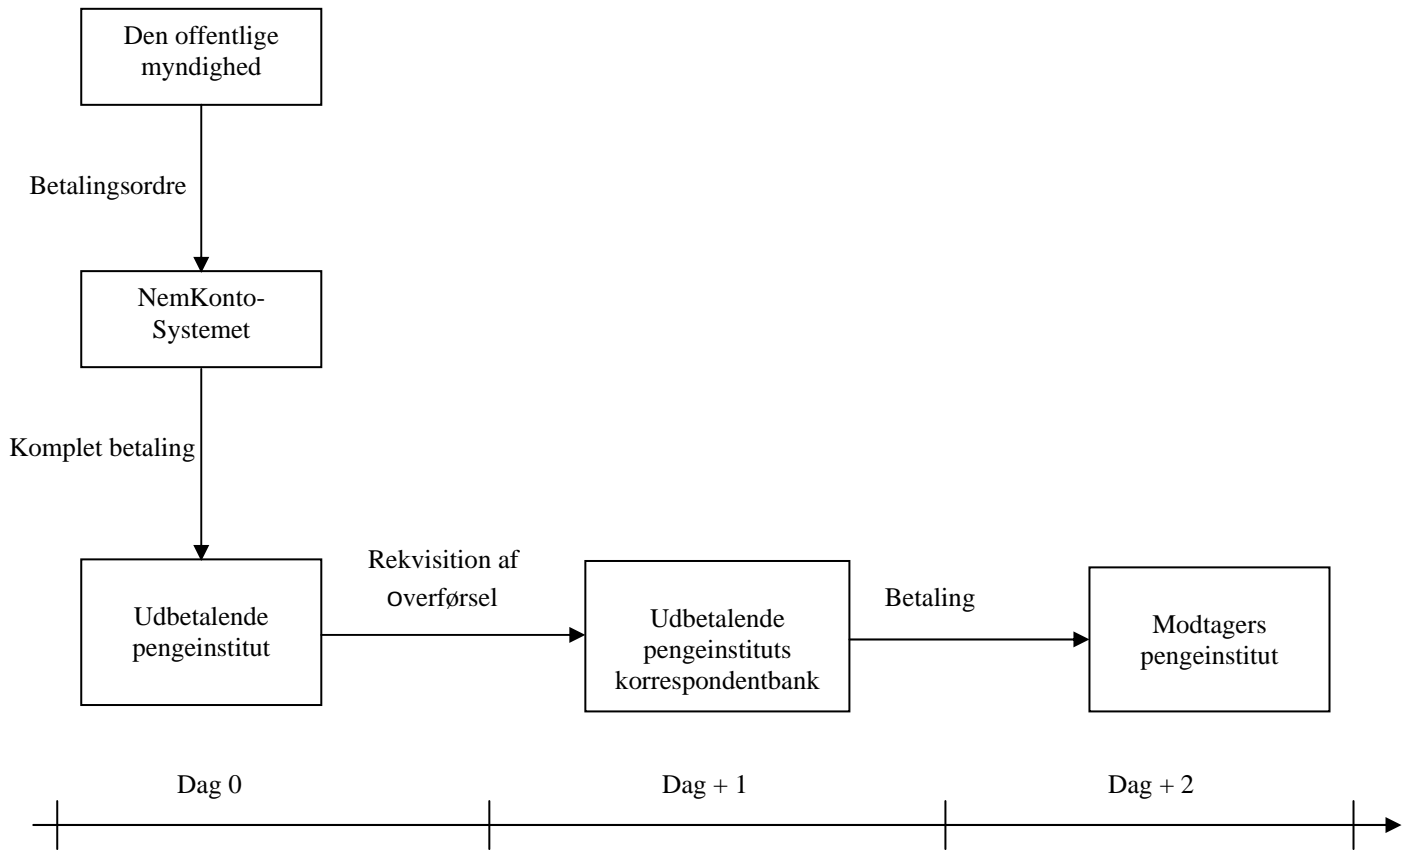 Den offentlige
myndighed
Betalingsordre
NemKonto-
Systemet
Komplet betaling
Udbetalende
pengeinstitut
Rekvisition af
overførsel
Udbetalende
pengeinstituts
korrespondentbank
Betaling
Modtagers
pengeinstitut
Dag 0
Dag + 1
Dag + 2